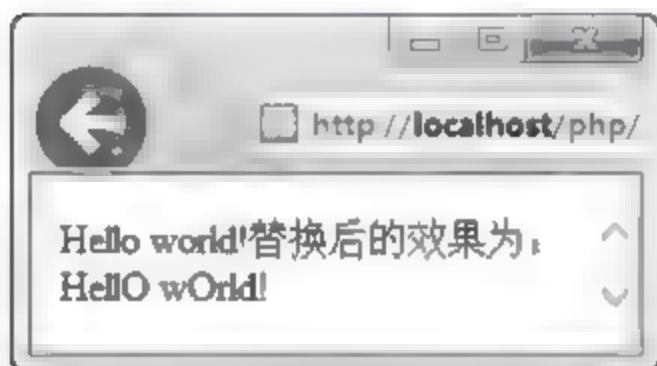 http://localhost/php/
Hello world!替换后的效果为:
HellO wOrld!